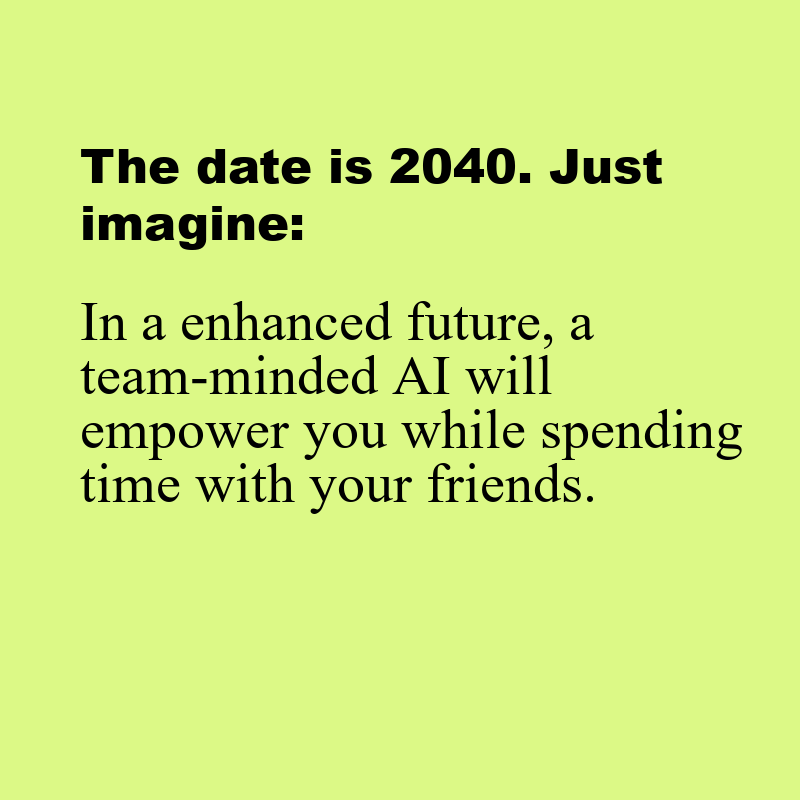 The date is 2040. Just
imagine:
In a enhanced future, a
team-minded AI will
empower you while spending
time with your friends.